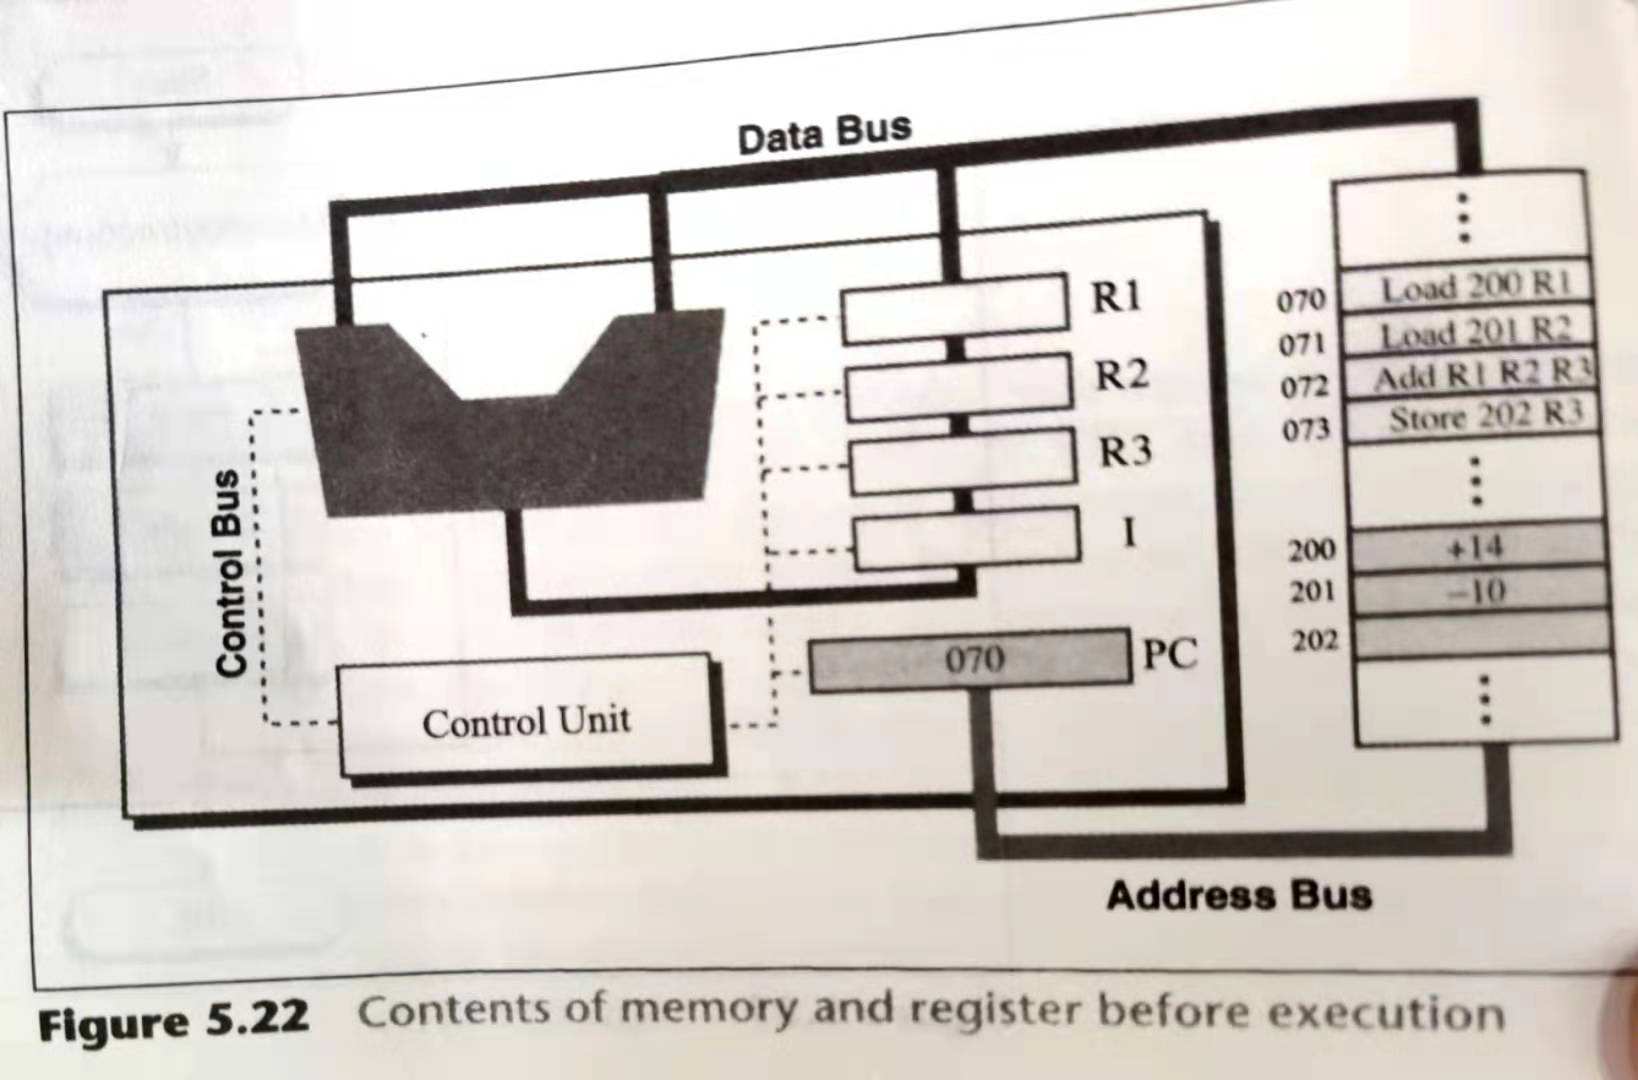 Data Bus
R1
R2
R3
I
070 Load 200 R1
071 Load 201 R2
072 Add R1 R2 R3
073 Store 202 R3
200 +14
201 −10
202
Control Bus
070 PC
Control Unit
Address Bus
Figure 5.22 Contents of memory and register before execution